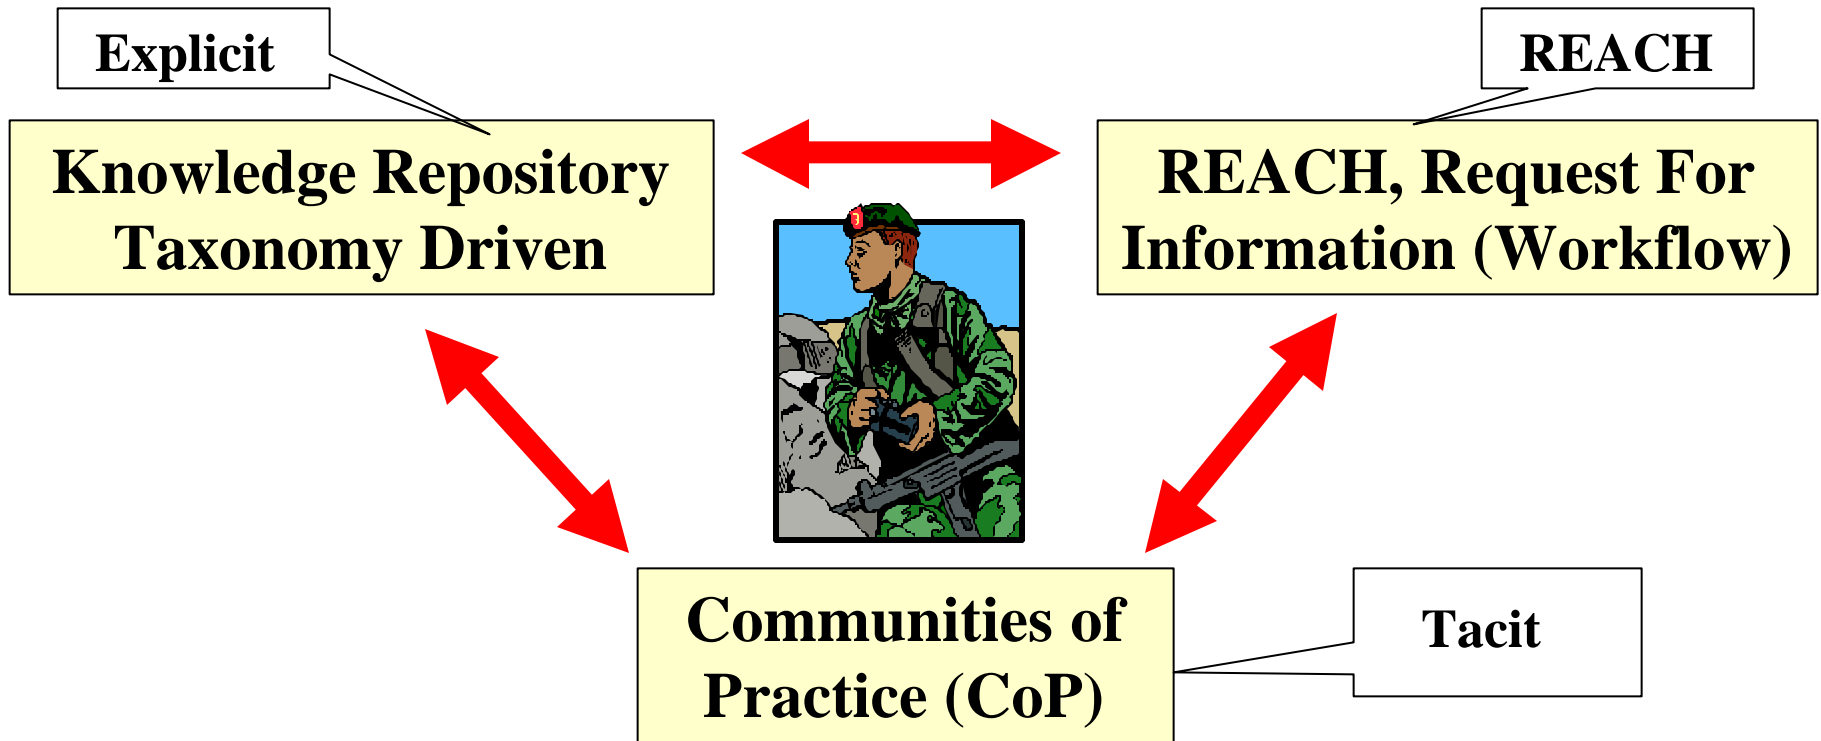 Explicit
REACH
Knowledge Repository
Taxonomy Driven
REACH, Request For
Information (Workflow)
Communities of
Practice (CoP)
Tacit